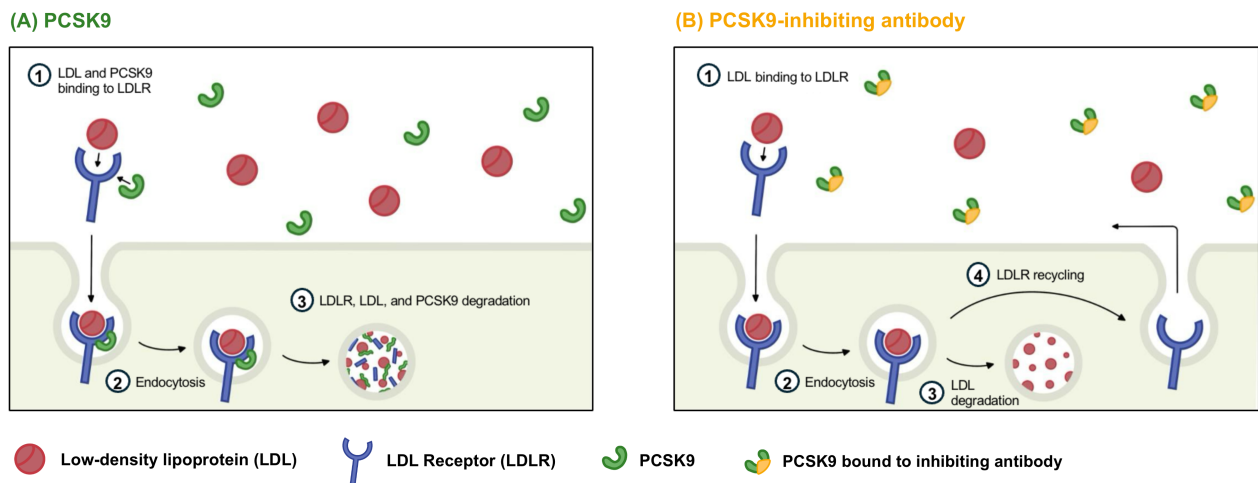 (A) PCSK9
1 LDL and PCSK9
binding to LDLR
3 LDLR, LDL, and PCSK9 degradation
2 Endocytosis
(B) PCSK9-inhibiting antibody
1 LDL binding to LDLR
4 LDLR recycling
2 Endocytosis
3 LDL
degradation
Low-density lipoprotein (LDL)
LDL Receptor (LDLR)
PCSK9
PCSK9 bound to inhibiting antibody